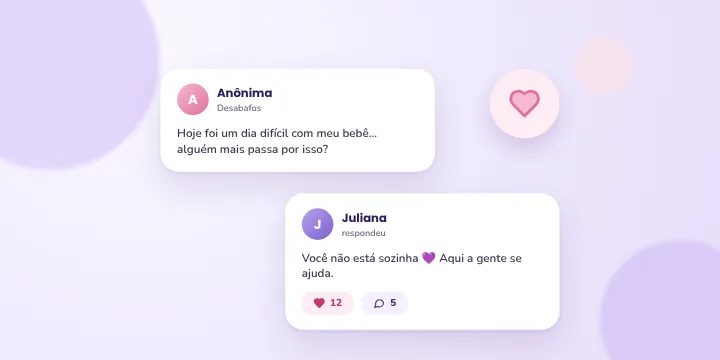 A
Anônima
Desabafos
Hoje foi um dia difícil com meu bebê...
alguém mais passa por isso?
J
Juliana
respondeu
Você não está sozinha 💜 Aqui a gente se
ajuda.
12
5